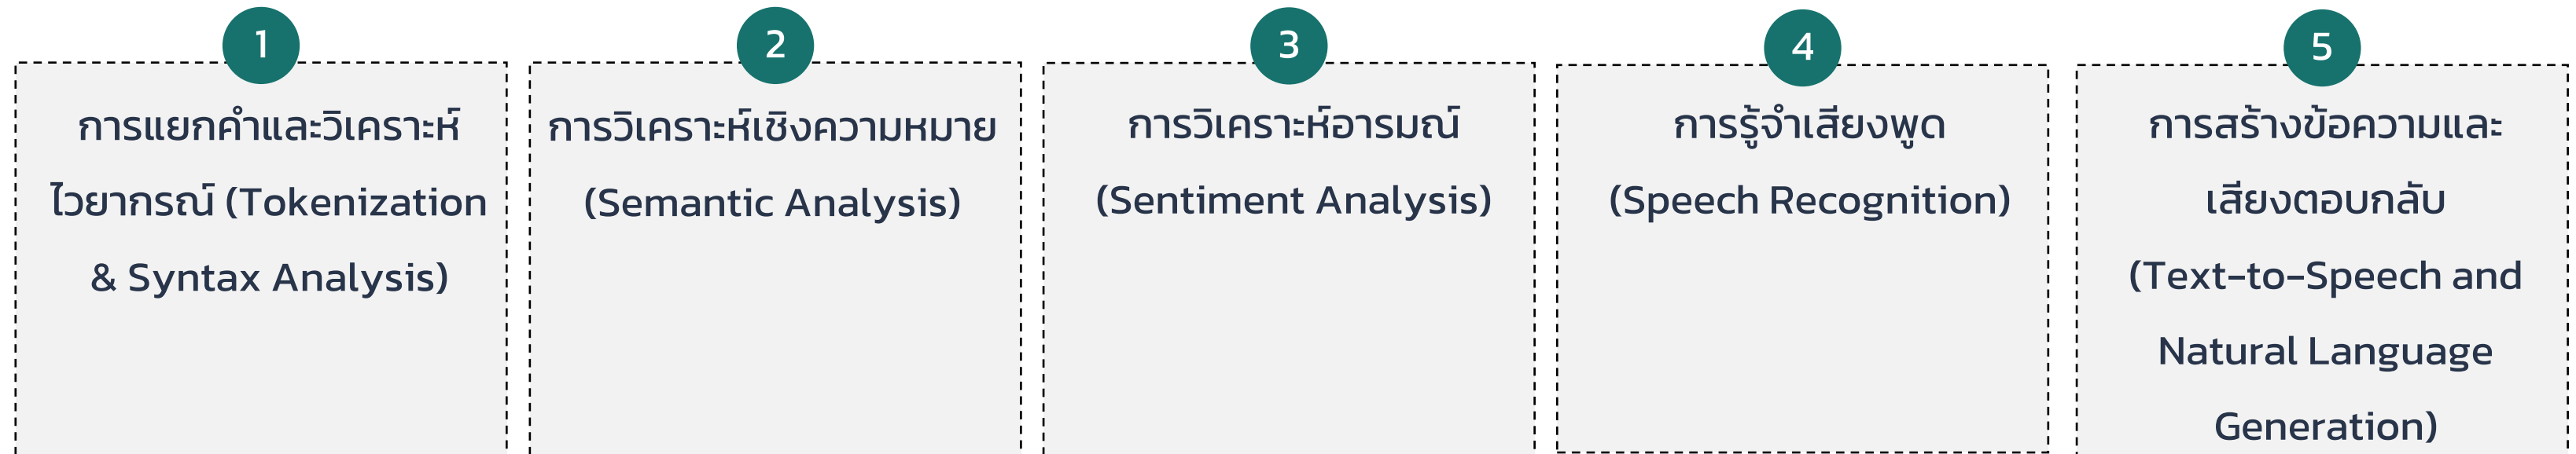 1
การแยกคำและวิเคราะห์
ไวยากรณ์ (Tokenization
& Syntax Analysis)
2
การวิเคราะห์เชิงความหมาย
(Semantic Analysis)
3
การวิเคราะห์อารมณ์
(Sentiment Analysis)
4
การรู้จำเสียงพูด
(Speech Recognition)
5
การสร้างข้อความและ
เสียงตอบกลับ
(Text-to-Speech and
Natural Language
Generation)